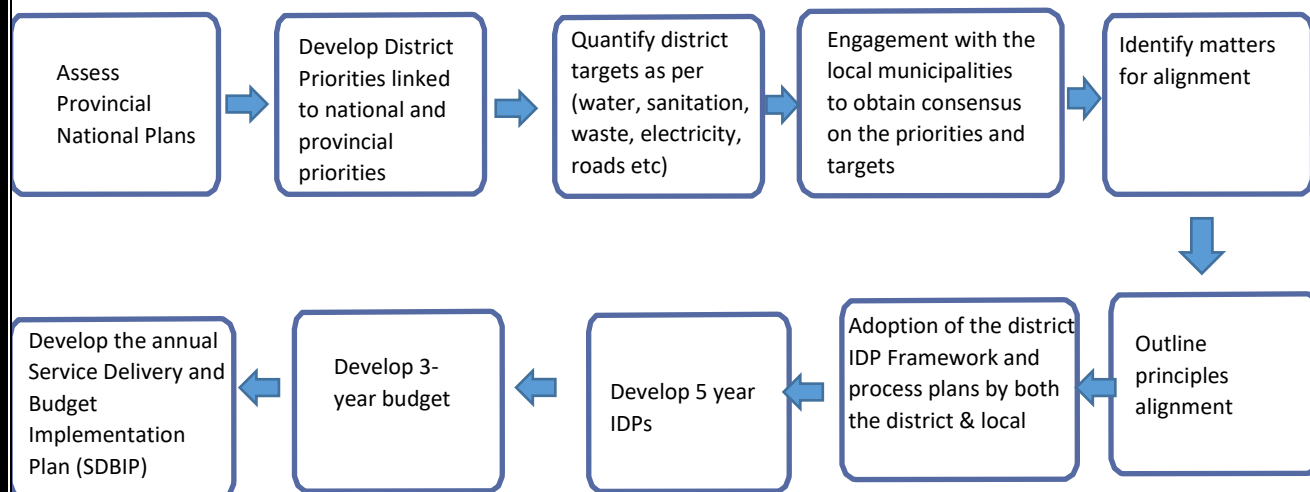 Assess
Provincial
National Plans
Develop District
Priorities linked
to national and
provincial
priorities
Quantify district
targets as per
(water, sanitation,
waste, electricity,
roads etc)
Engagement with the
local municipalities
to obtain consensus
on the priorities and
targets
Identify matters
for alignment
Outline
principles
alignment
Adoption of the district
IDP Framework and
process plans by both
the district & local
Develop 5 year
IDPs
Develop 3-
year budget
Develop the annual
Service Delivery and
Budget
Implementation
Plan (SDBIP)